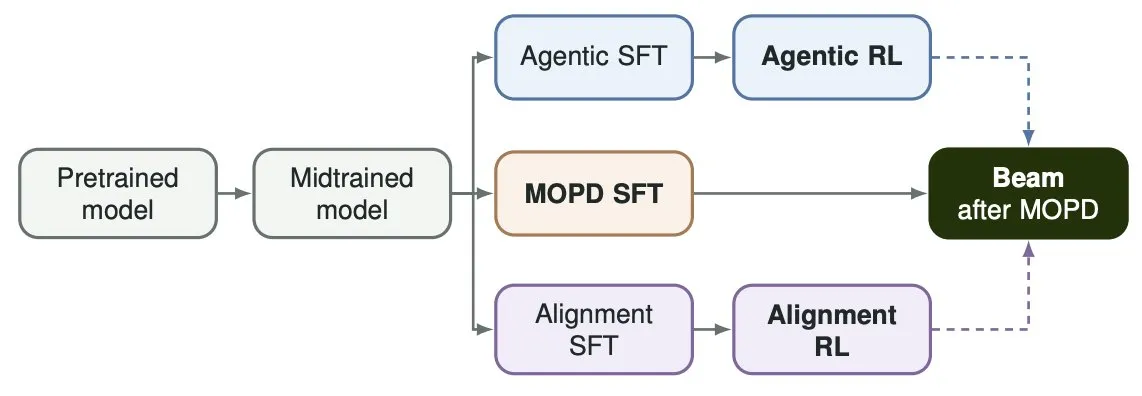 Agentic SFT
Agentic RL
Pretrained
model
Midtrained
model
MOPD SFT
Beam
after MOPD
Alignment
SFT
Alignment
RL